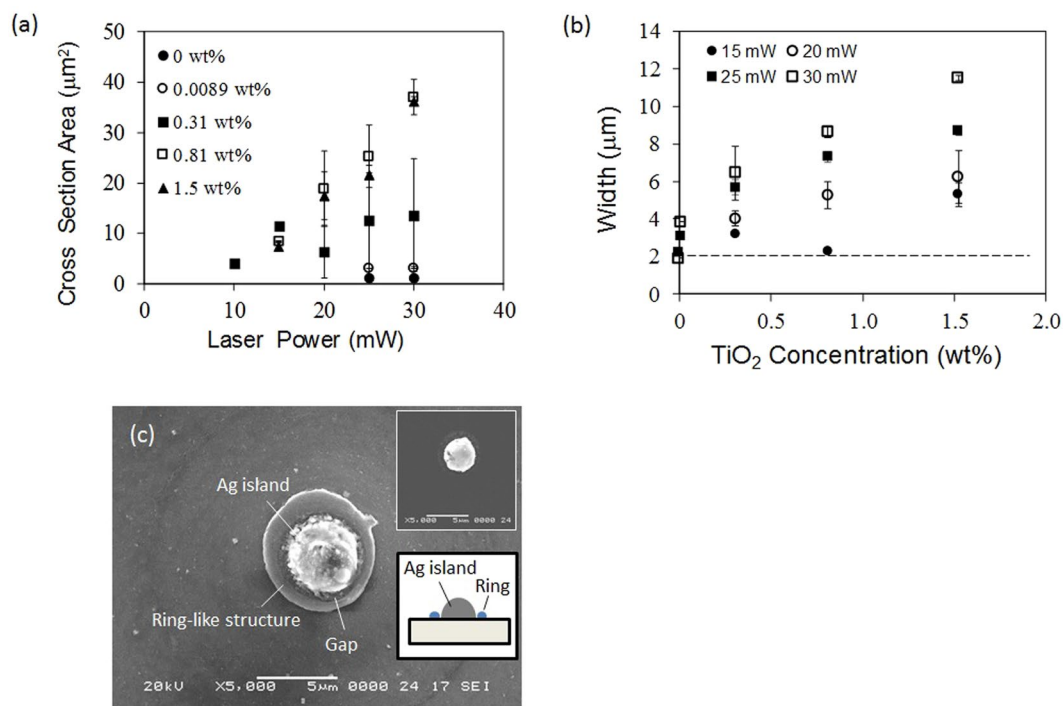 (a)
50
40
30
20
10
0
Cross Section Area (μm²)
0 wt%
0.0089 wt%
0.31 wt%
0.81 wt%
1.5 wt%
0 10 20 30 40
Laser Power (mW)
(b)
14
12
10
8
6
4
2
0
Width (μm)
15 mW 20 mW
25 mW 30 mW
0 0.5 1.0 1.5 2.0
TiO₂ Concentration (wt%)
(c)
Ag island
Ring-like structure
Gap
X5,000 5μm 0000 24
Ag island
Ring
20kV X5,000 5μm 0000 24 17 SEI